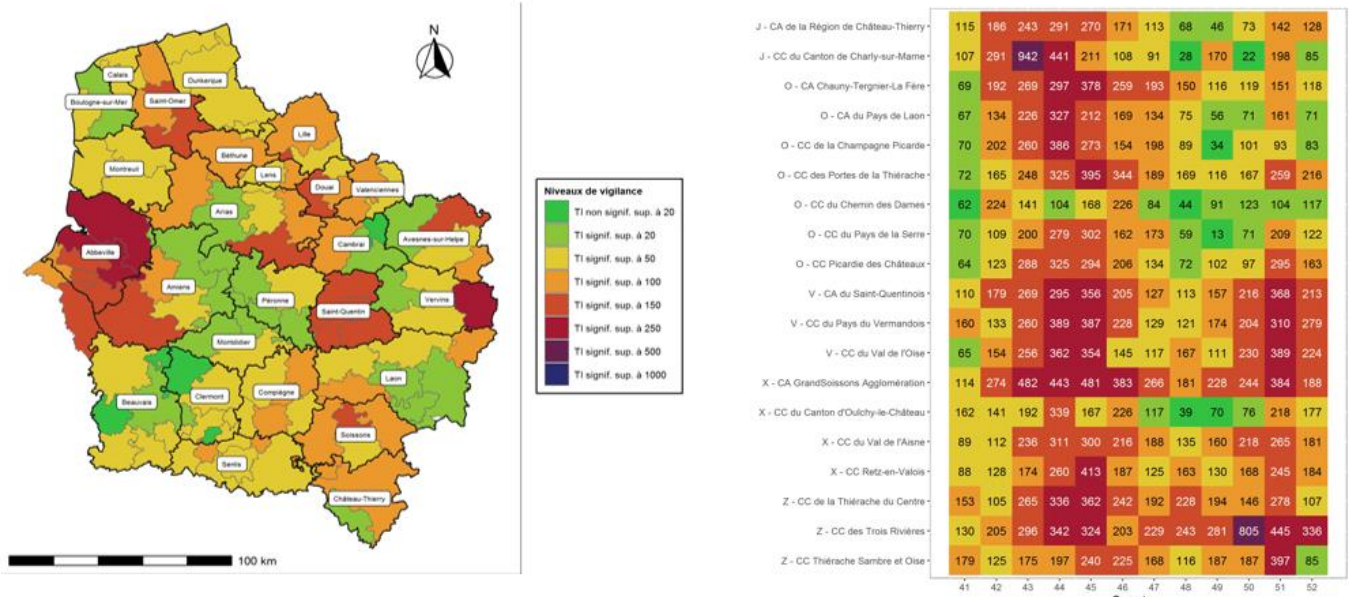 N
Calais
Dunkerque
Boulogne-sur-Mer
Saint-Omer
Lille
Béthune
Montreuil
Lens
Douai
Valenciennes
Arras
Abbeville
Cambrai
Avesnes-sur-Helpe
Amiens
Péronne
Saint-Quentin
Vervins
Montdidier
Laon
Beauvais
Clermont
Compiègne
Soissons
Senlis
Château-Thierry
100 km
Niveaux de vigilance
TI non signif. sup. à 20
TI signif. sup. à 20
TI signif. sup. à 50
TI signif. sup. à 100
TI signif. sup. à 150
TI signif. sup. à 250
TI signif. sup. à 500
TI signif. sup. à 1000
J - CA de la Région de Château-Thierry 115 186 243 291 270 171 113 68 46 73 142 128
J - CC du Canton de Charly-sur-Marne 107 291 942 441 211 108 91 28 170 22 198 85
O - CA Chauny-Tergnier-La Fère 69 192 269 297 378 259 193 150 116 119 151 118
O - CA du Pays de Laon 67 134 226 327 212 169 134 75 56 71 161 71
O - CC de la Champagne Picarde 70 202 260 386 273 154 198 89 34 101 93 83
O - CC des Portes de la Thiérache 72 165 248 325 395 344 189 169 116 167 259 216
O - CC du Chemin des Dames 62 224 141 104 168 226 84 44 91 123 104 117
O - CC du Pays de la Serre 70 109 200 279 302 162 173 59 13 71 209 122
O - CC Picardie des Châteaux 64 123 288 325 294 206 134 72 102 97 295 163
V - CA du Saint-Quentinois 110 179 269 295 356 205 127 113 157 216 368 213
V - CC du Pays du Vermandois 160 133 260 389 387 228 129 121 174 204 310 279
V - CC du Val de l'Oise 65 154 256 362 354 145 117 167 111 230 389 224
X - CA GrandSoissons Agglomération 114 274 482 443 481 383 266 181 228 244 384 188
X - CC du Canton d'Oulchy-le-Château 162 141 192 339 167 226 117 39 70 76 218 177
X - CC du Val de l'Aisne 89 112 236 311 300 216 188 135 160 218 265 181
X - CC Retz-en-Valois 88 128 174 260 413 187 125 163 130 168 245 184
Z - CC de la Thiérache du Centre 153 105 265 336 362 242 192 228 194 146 278 107
Z - CC des Trois Rivières 130 205 296 342 324 203 229 243 281 805 445 336
Z - CC Thiérache Sambre et Oise 179 125 175 197 240 225 168 116 187 187 397 85
41 42 43 44 45 46 47 48 49 50 51 52